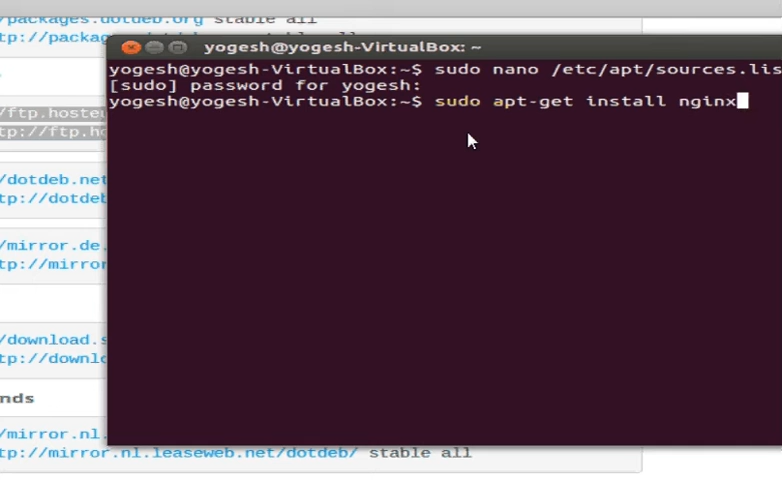 /packages.dotdeb.org stable all
tp://packag
yogesh@yogesh-VirtualBox: ~
yogesh@yogesh-VirtualBox:~$ sudo nano /etc/apt/sources.lis
[sudo] password for yogesh:
yogesh@yogesh-VirtualBox:~$ sudo apt-get install nginx
/ftp.hosteu
tp://ftp.ho
/dotdeb.net
tp://dotdeb
/mirror.de.
tp://mirror
/download.s
tp://downlo
nds
/mirror.nl.
tp://mirror.nl.leaseweb.net/dotdeb/ stable all